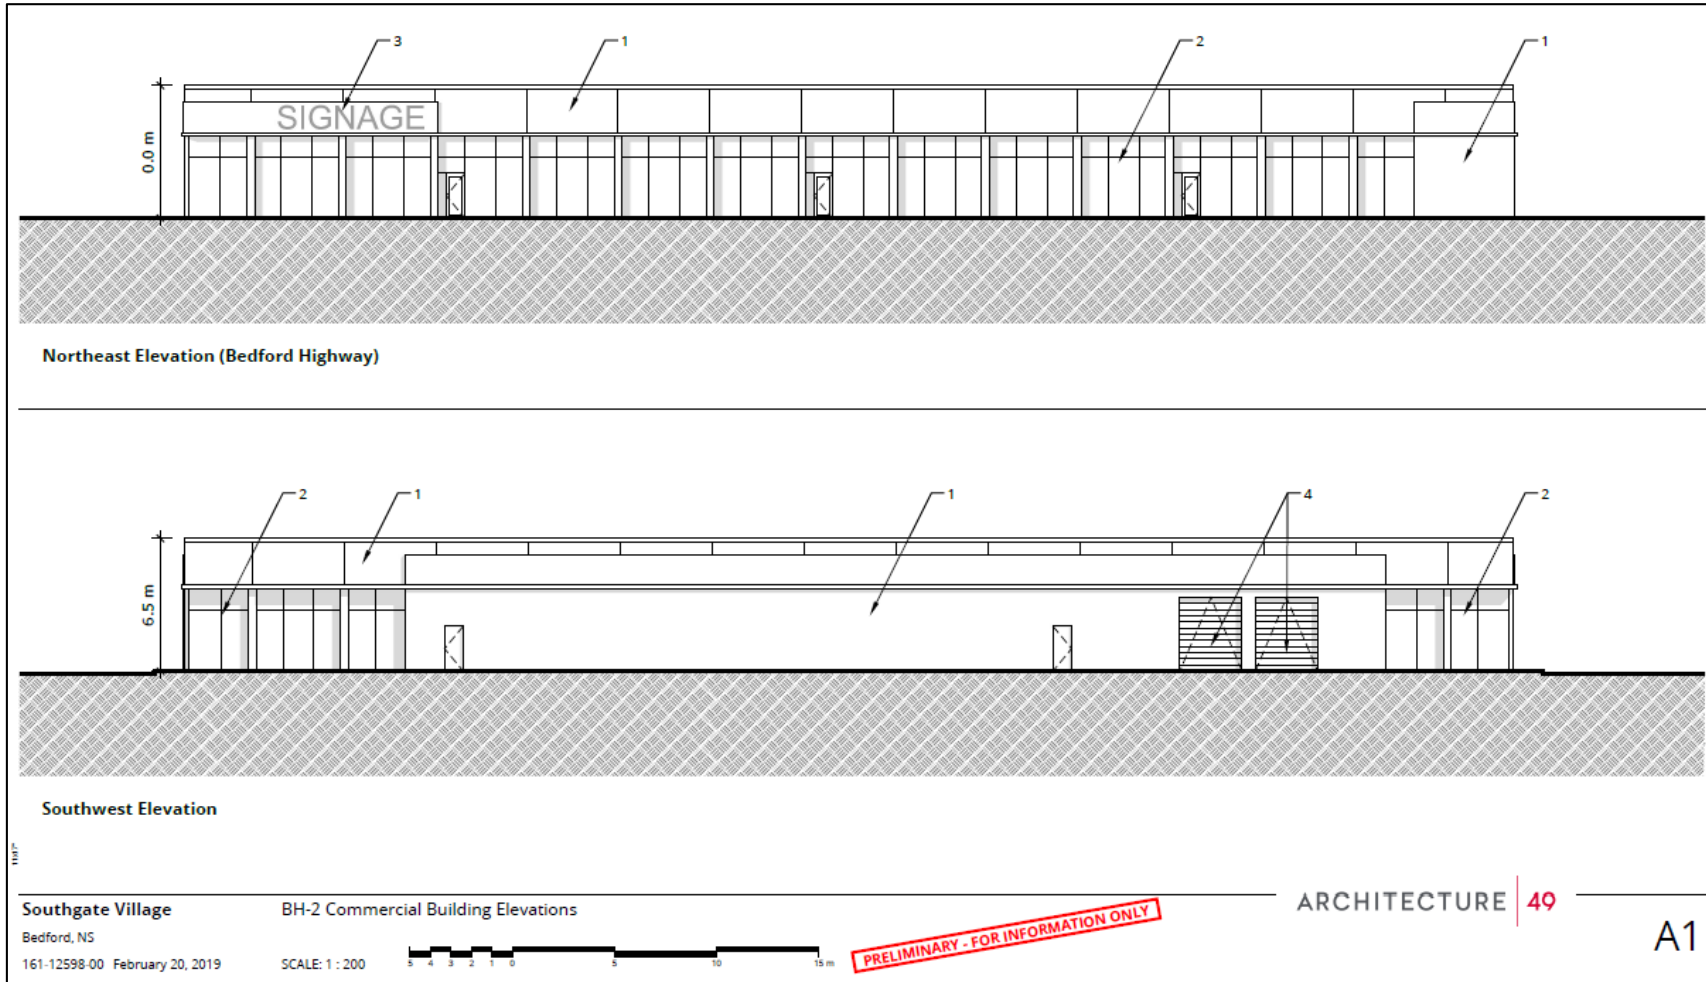 3
1
2
1
SIGNAGE
0.0 m
Northeast Elevation (Bedford Highway)
2
1
1
4
2
6.5 m
Southwest Elevation
Southgate Village
BH-2 Commercial Building Elevations
Bedford, NS
161-12598-00 February 20, 2019
SCALE: 1 : 200
5 4 3 2 1 0 5 10 15 m
PRELIMINARY - FOR INFORMATION ONLY
ARCHITECTURE 49
A1